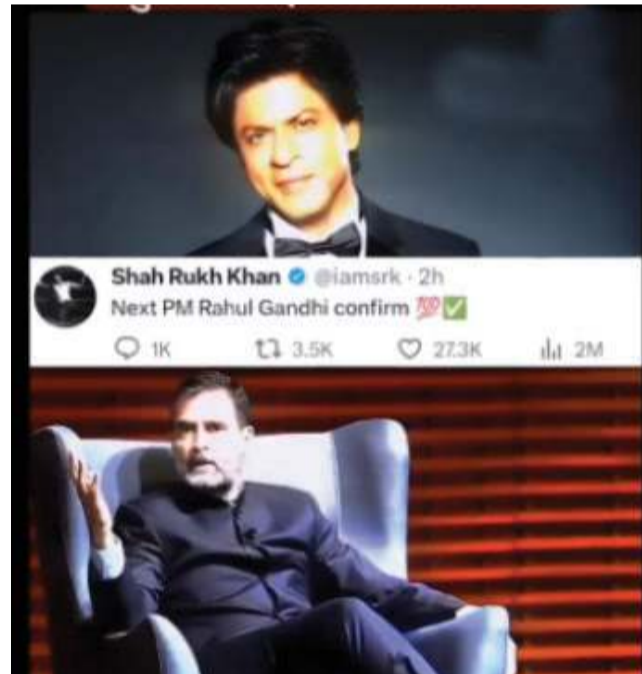 Shah Rukh Khan @iamsrk · 2h
Next PM Rahul Gandhi confirm 💯✅
1K 3.5K 27.3K 2M